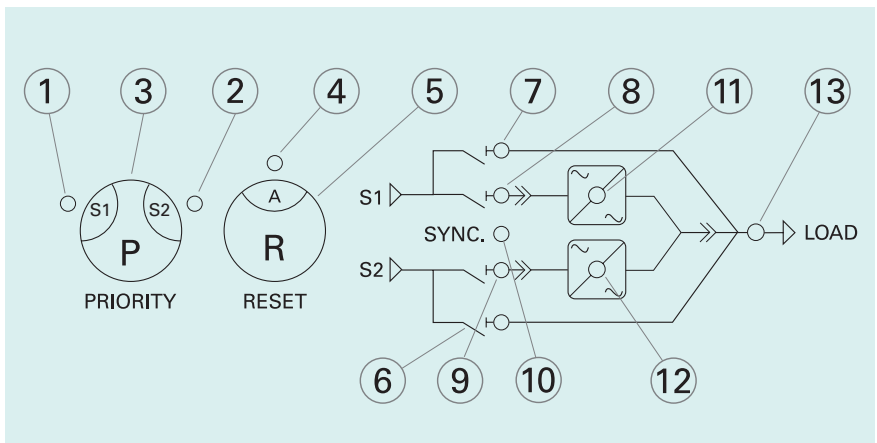 1 3 2 4 5 7 8 11 13
S1 S2
P
PRIORITY
A
R
RESET
S1
SYNC.
S2
LOAD
6 9 10 12